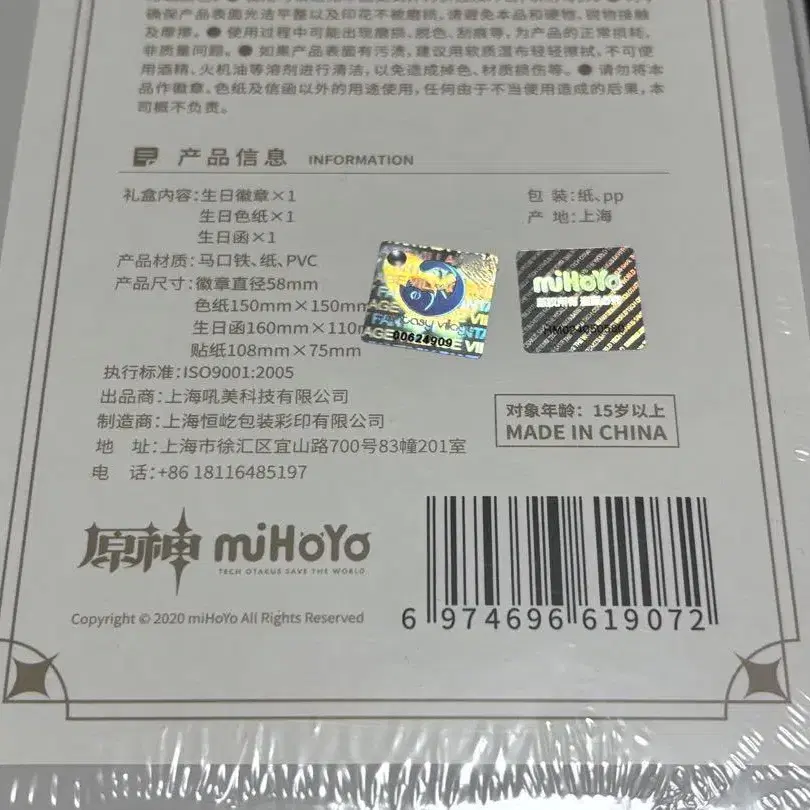 确保产品表面光洁平整以及印花不被磨损,请避免本品和硬物、锐物接触
及摩擦。● 使用过程中可能出现磨损、脱色、刮痕等,为产品的正常损耗,
非质量问题。● 如果产品表面有污渍,建议用软质湿布轻轻擦拭,不可使
用酒精、火机油等溶剂进行清洁,以免造成掉色、材质损伤等。● 请勿将本
品作徽章、色纸及信函以外的用途使用,任何由于不当使用造成的后果,本
司概不负责。
产品信息 INFORMATION
礼盒内容:生日徽章×1
生日色纸×1
生日函×1
包 装:纸、pp
产 地:上海
产品材质:马口铁、纸、PVC
产品尺寸:徽章直径58mm
色纸150mm×150mm
生日函160mm×110m
贴纸108mm×75mm
执行标准:ISO9001:2005
出品商:上海吼美科技有限公司
制造商:上海恒屹包装彩印有限公司
地 址:上海市徐汇区宜山路700号83幢201室
电 话:+86 18116485197
00624909
miHoYo
对象年龄:15岁以上
MADE IN CHINA
原神 miHoYo
TECH OTAKUS SAVE THE WORLD
Copyright © 2020 miHoYo All Rights Reserved
6 974696 619072